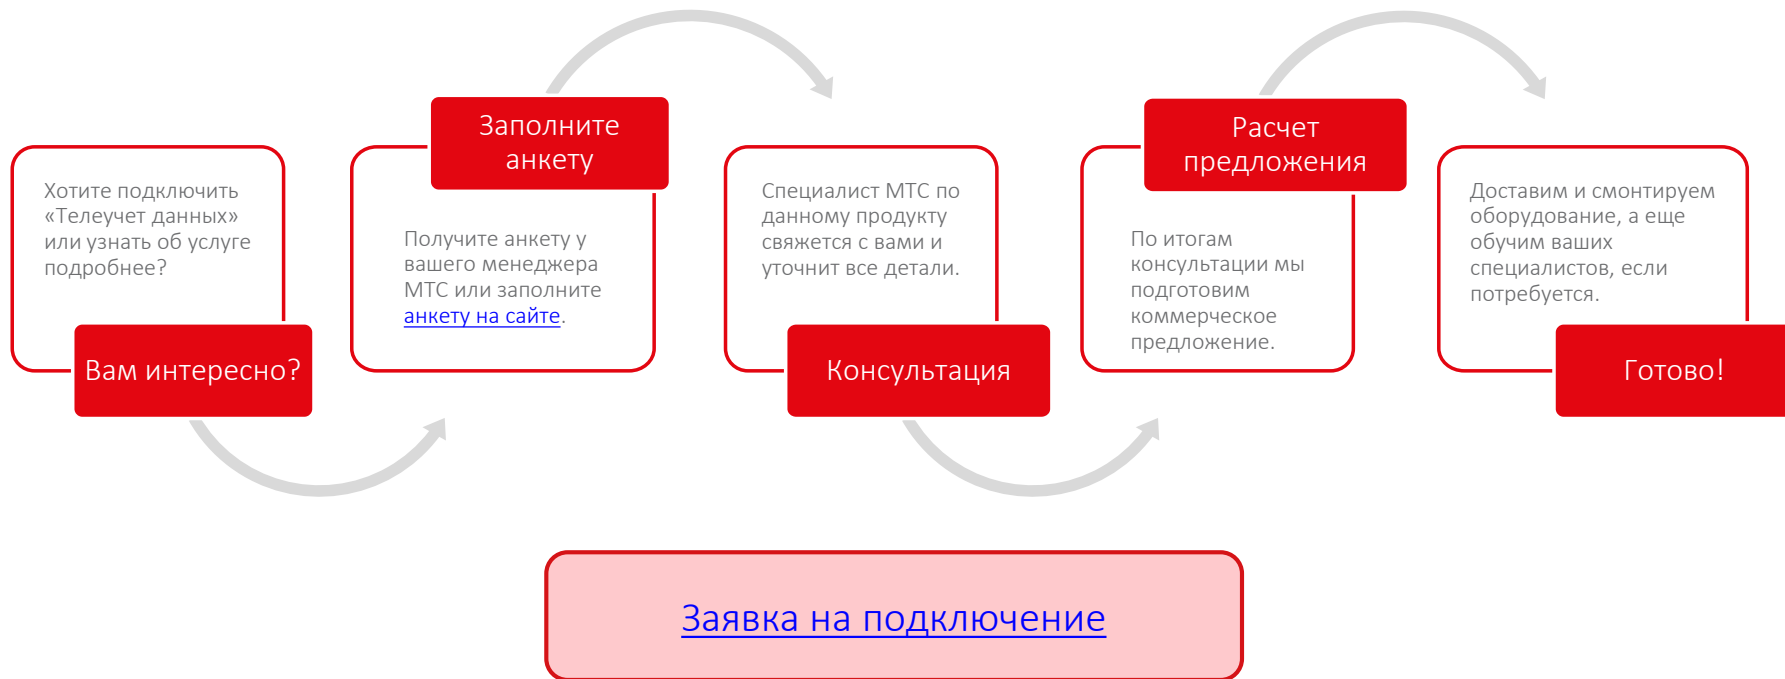 Хотите подключить
«Телеучет данных»
или узнать об услуге
подробнее?
Вам интересно?
Заполните
анкету
Получите анкету у
вашего менеджера
МТС или заполните
анкету на сайте.
Специалист МТС по
данному продукту
свяжется с вами и
уточнит все детали.
Консультация
Расчет
предложения
По итогам
консультации мы
подготовим
коммерческое
предложение.
Доставим и смонтируем
оборудование, а еще
обучим ваших
специалистов, если
потребуется.
Готово!
Заявка на подключение